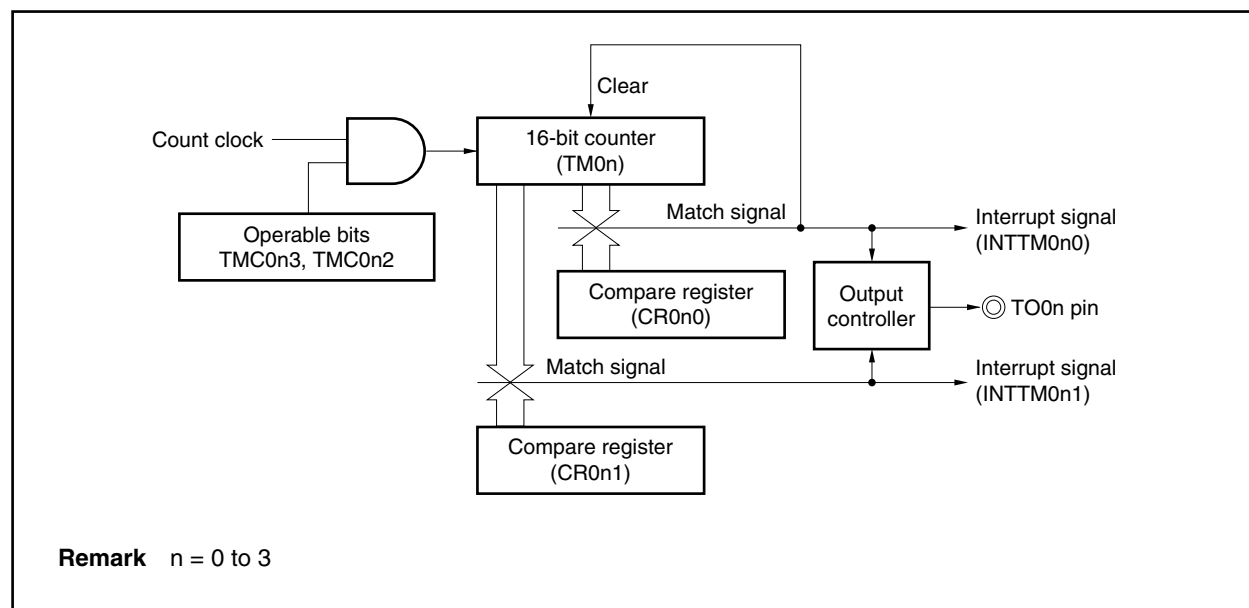 Clear
Count clock
16-bit counter
(TM0n)
Operable bits
TMC0n3, TMC0n2
Match signal
Interrupt signal
(INTTM0n0)
Compare register
(CR0n0)
Output
controller
TO0n pin
Match signal
Interrupt signal
(INTTM0n1)
Compare register
(CR0n1)
Remark n = 0 to 3